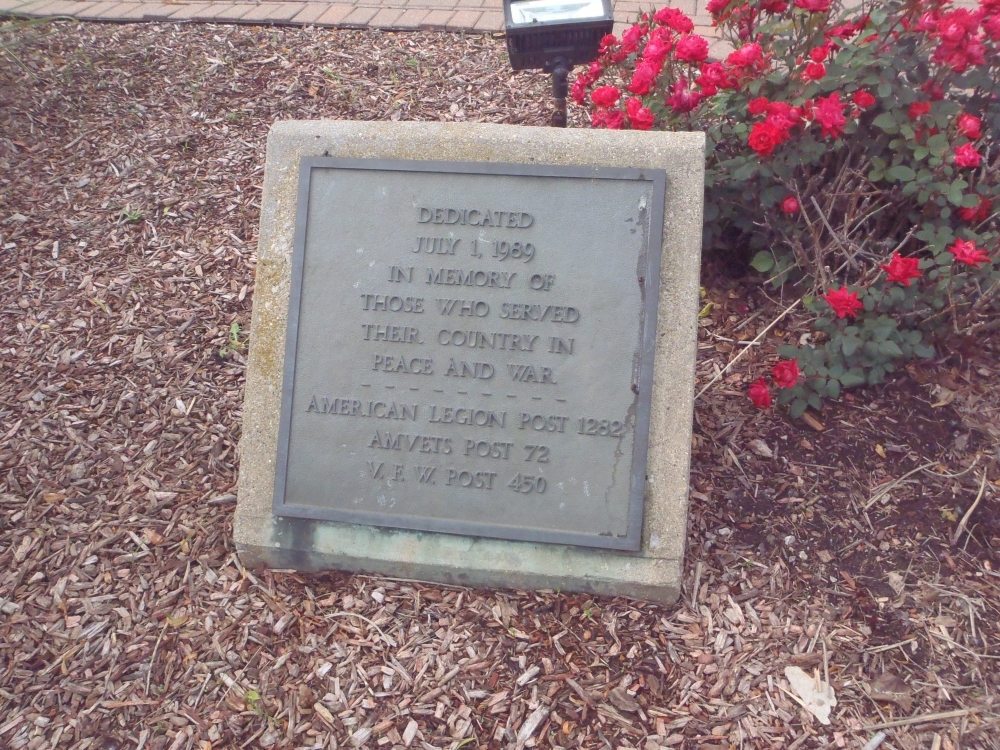 DEDICATED
JULY 1, 1989
IN MEMORY OF
THOSE WHO SERVED
THEIR COUNTRY IN
PEACE AND WAR
- - - - - - - - -
AMERICAN LEGION POST 1282
AMVETS POST 72
V. F. W. POST 450